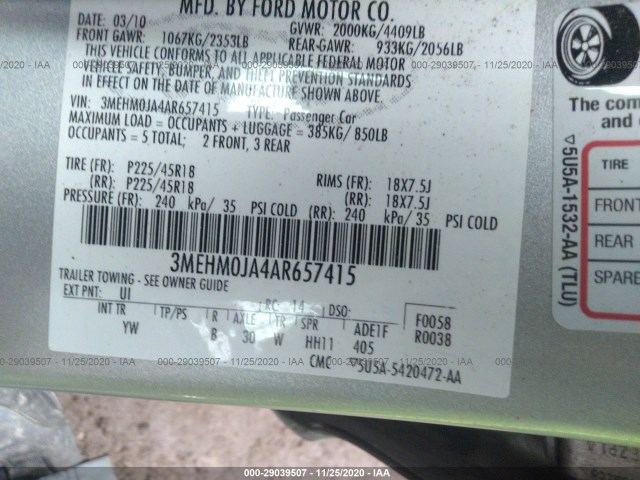 MFD. BY FORD MOTOR CO.
DATE: 03/10 GVWR: 2000KG/4409LB
FRONT GAWR: 1067KG/2353LB REAR-GAWR: 933KG/2056LB
THIS VEHICLE CONFORMS TO ALL APPLICABLE FEDERAL MOTOR
VEHICLE SAFETY, BUMPER, AND THEFT PREVENTION STANDARDS
IN EFFECT ON THE DATE OF MANUFACTURE SHOWN ABOVE.
VIN: 3MEHM0JA4AR657415 TYPE: Passenger Car
MAXIMUM LOAD = OCCUPANTS + LUGGAGE = 385KG/ 850LB
OCCUPANTS = 5 TOTAL; 2 FRONT, 3 REAR
TIRE (FR): P225/45R18 RIMS (FR): 18X7.5J
(RR): P225/45R18 (RR): 18X7.5J
PRESSURE (FR): 240 kPa/ 35 PSI COLD (RR): 240 kPa/ 35 PSI COLD
3MEHM0JA4AR657415
TRAILER TOWING - SEE OWNER GUIDE
EXT PNT: UI RC: 14 DSO:
INT TR TP/PS R AXLE TR SPR ADE1F F0058
YW B 30 W HH11 405 R0038
CMC ▽5U5A-5420472-AA
The com
and
▽5U5A-1532-AA (TLU)
TIRE
FRONT
REAR
SPARE
000-29039507 - 11/25/2020 - IAAI